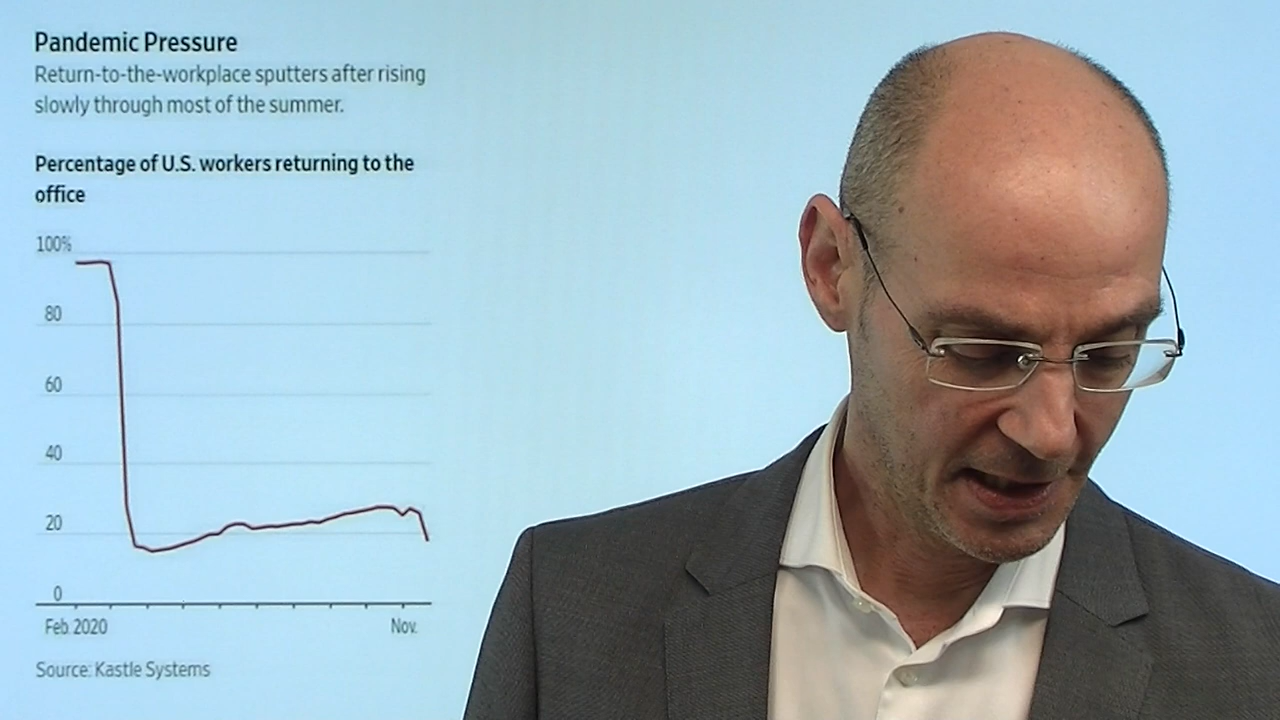 Pandemic Pressure
Return-to-the-workplace sputters after rising
slowly through most of the summer.
Percentage of U.S. workers returning to the
office
100%
80
60
40
20
0
Feb. 2020 Nov.
Source: Kastle Systems